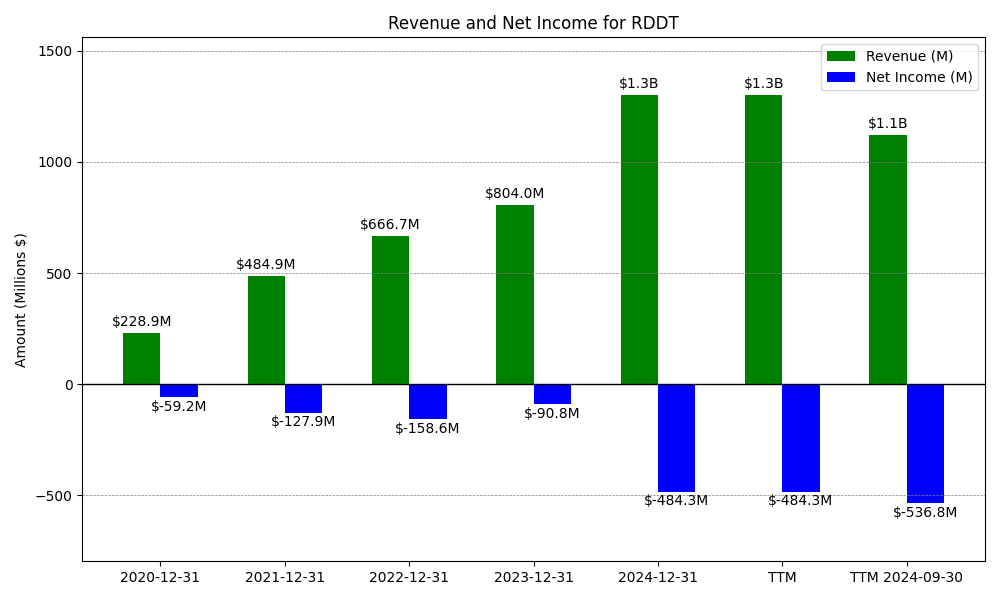 Revenue and Net Income for RDDT
Revenue (M)
Net Income (M)
Amount (Millions $)
1500
1000
500
0
−500
$228.9M
$484.9M
$666.7M
$804.0M
$1.3B
$1.3B
$1.1B
$-59.2M
$-127.9M
$-158.6M
$-90.8M
$-484.3M
$-484.3M
$-536.8M
2020-12-31
2021-12-31
2022-12-31
2023-12-31
2024-12-31
TTM
TTM 2024-09-30